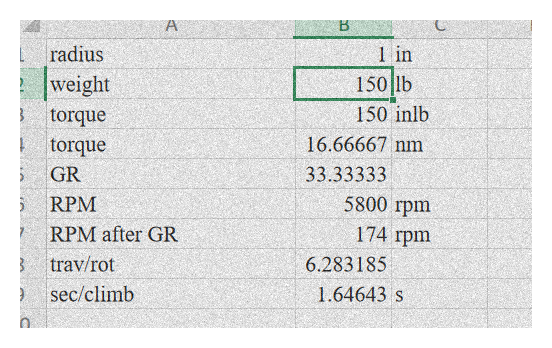 A B C
1 radius 1 in
2 weight 150 lb
3 torque 150 inlb
4 torque 16.66667 nm
5 GR 33.33333
6 RPM 5800 rpm
7 RPM after GR 174 rpm
8 trav/rot 6.283185
9 sec/climb 1.64643 s